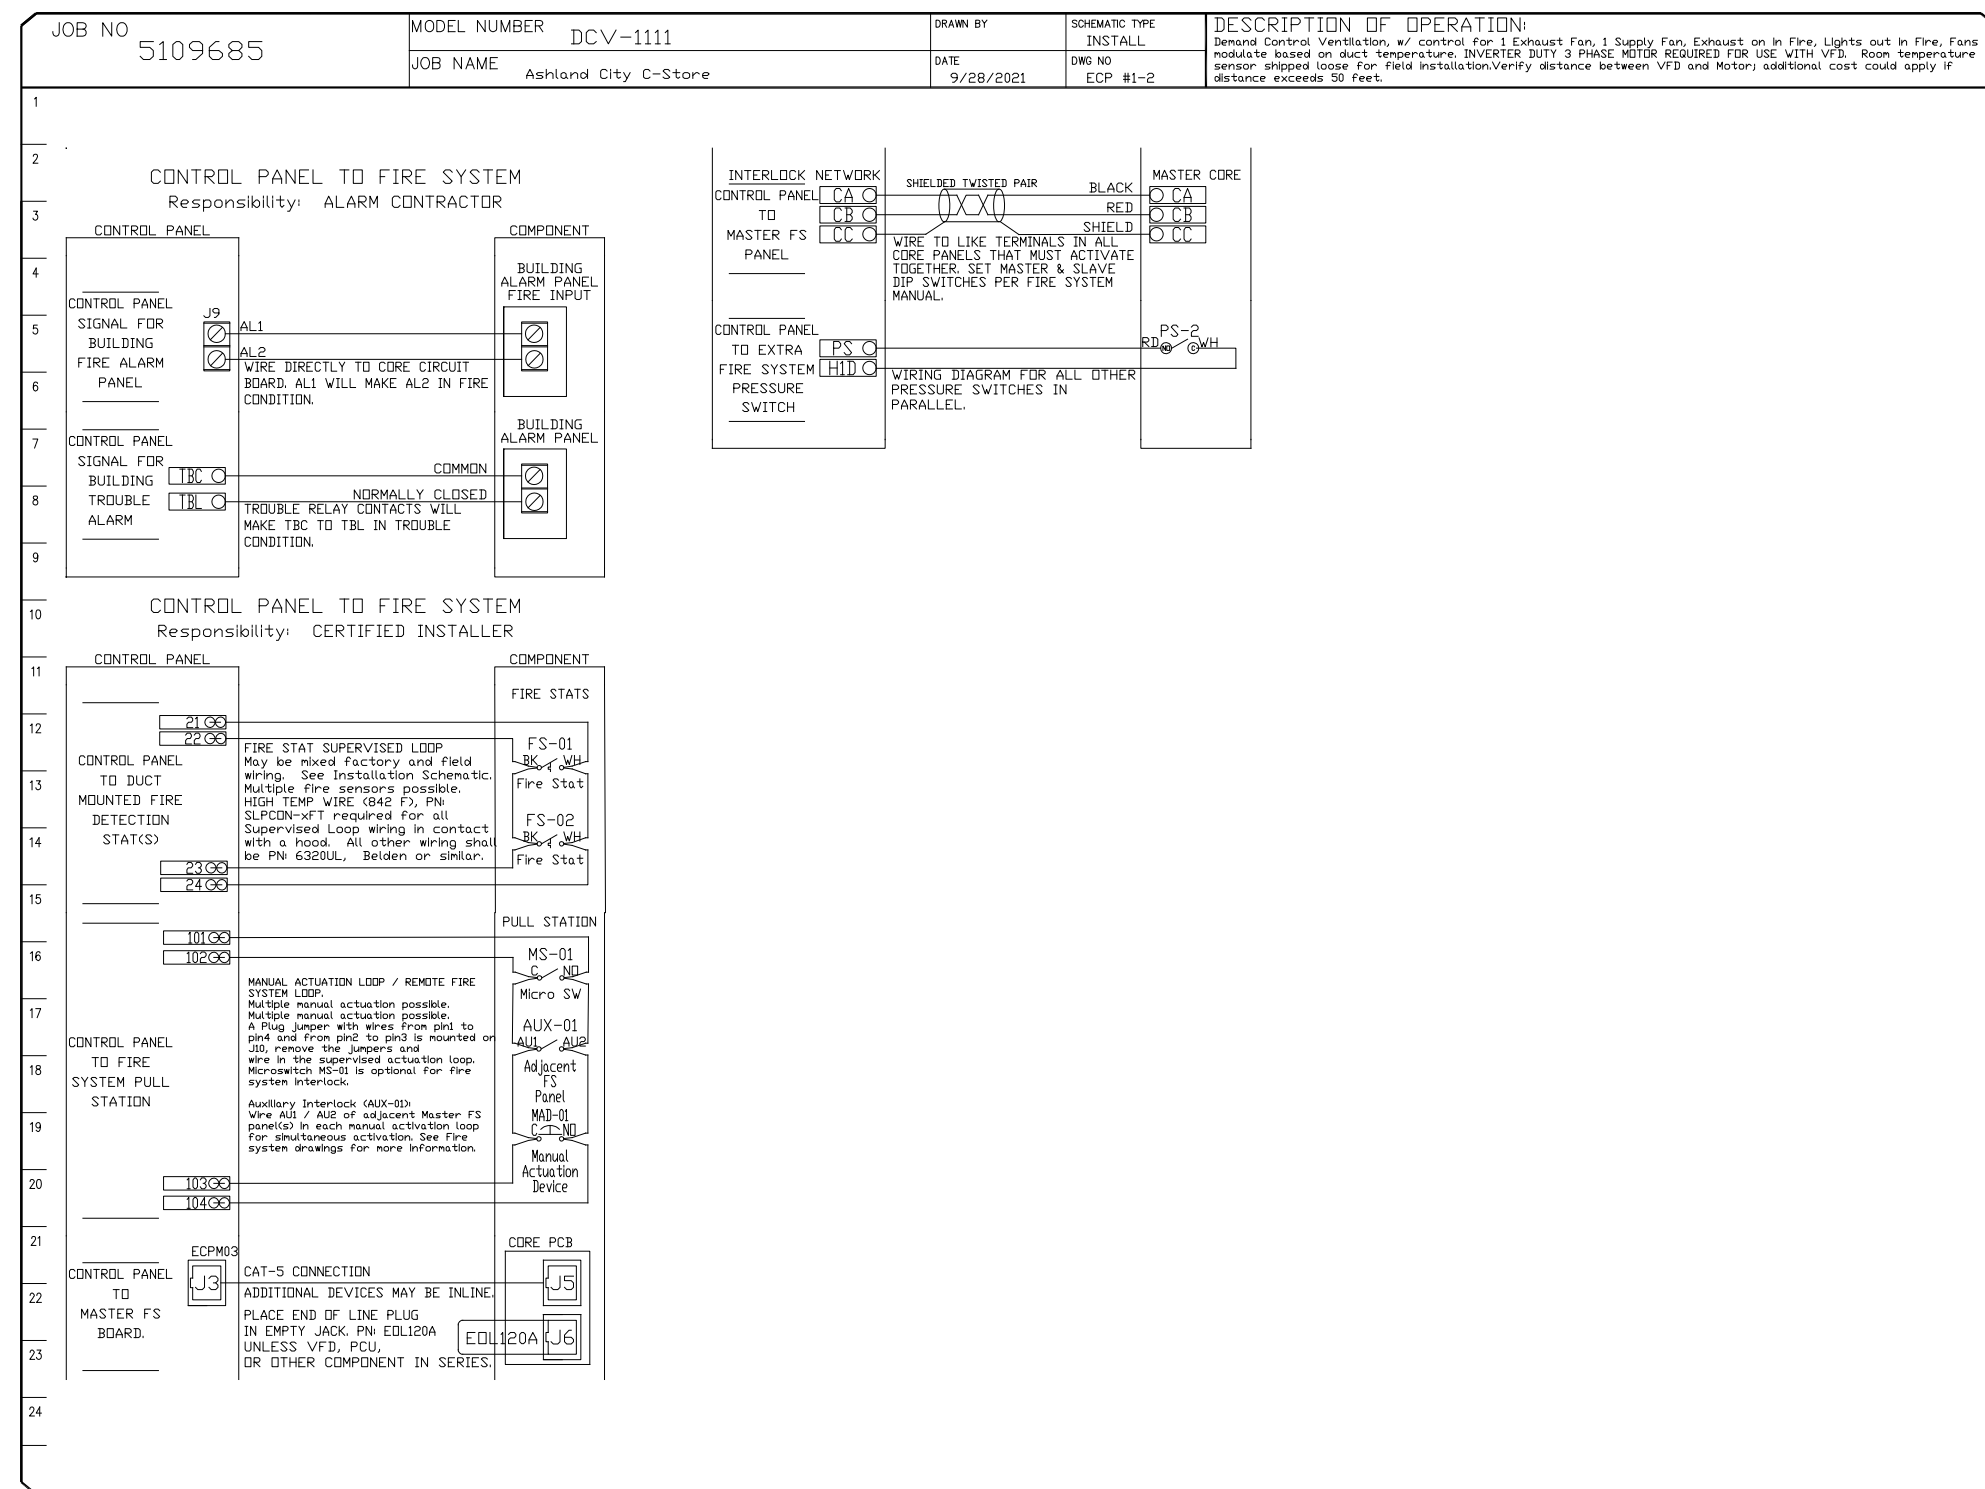 JOB NO
5109685
MODEL NUMBER
DCV-1111
JOB NAME
Ashland City C-Store
DRAWN BY
DATE
9/28/2021
SCHEMATIC TYPE
INSTALL
DWG NO
ECP #1-2
DESCRIPTION OF OPERATION:
Demand Control Ventilation, w/ control for 1 Exhaust Fan, 1 Supply Fan, Exhaust on in Fire, Lights out in Fire, Fans
modulate based on duct temperature. INVERTER DUTY 3 PHASE MOTOR REQUIRED FOR USE WITH VFD. Room temperature
sensor shipped loose for field installation.Verify distance between VFD and Motor; additional cost could apply if
distance exceeds 50 feet.
1
2
3
4
5
6
7
8
9
10
11
12
13
14
15
16
17
18
19
20
21
22
23
24
CONTROL PANEL TO FIRE SYSTEM
Responsibility: ALARM CONTRACTOR
CONTROL PANEL
COMPONENT
CONTROL PANEL
SIGNAL FOR
BUILDING
FIRE ALARM
PANEL
J9
AL1
AL2
WIRE DIRECTLY TO CORE CIRCUIT
BOARD. AL1 WILL MAKE AL2 IN FIRE
CONDITION.
BUILDING
ALARM PANEL
FIRE INPUT
CONTROL PANEL
SIGNAL FOR
BUILDING
TROUBLE
ALARM
TBC
TBL
COMMON
NORMALLY CLOSED
TROUBLE RELAY CONTACTS WILL
MAKE TBC TO TBL IN TROUBLE
CONDITION.
BUILDING
ALARM PANEL
CONTROL PANEL TO FIRE SYSTEM
Responsibility: CERTIFIED INSTALLER
CONTROL PANEL
COMPONENT
CONTROL PANEL
TO DUCT
MOUNTED FIRE
DETECTION
STAT(S)
21
22
23
24
FIRE STAT SUPERVISED LOOP
May be mixed factory and field
wiring. See Installation Schematic.
Multiple fire sensors possible.
HIGH TEMP WIRE (842 F), PN:
SLPCON-xFT required for all
Supervised Loop wiring in contact
with a hood. All other wiring shall
be PN: 6320UL, Belden or similar.
FIRE STATS
FS-01
BK WH
Fire Stat
FS-02
BK WH
Fire Stat
CONTROL PANEL
TO FIRE
SYSTEM PULL
STATION
101
102
103
104
MANUAL ACTUATION LOOP / REMOTE FIRE
SYSTEM LOOP.
Multiple manual actuation possible.
Multiple manual actuation possible.
A Plug jumper with wires from pin1 to
pin4 and from pin2 to pin3 is mounted on
J10, remove the jumpers and
wire in the supervised actuation loop.
Microswitch MS-01 is optional for fire
system interlock.
Auxiliary Interlock (AUX-01):
Wire AU1 / AU2 of adjacent Master FS
panel(s) in each manual activation loop
for simultaneous activation. See Fire
system drawings for more information.
PULL STATION
MS-01
C NO
Micro SW
AUX-01
AU1 AU2
Adjacent
FS
Panel
MAD-01
C NO
Manual
Actuation
Device
CONTROL PANEL
TO
MASTER FS
BOARD.
ECPM03
J3
CAT-5 CONNECTION
ADDITIONAL DEVICES MAY BE INLINE.
PLACE END OF LINE PLUG
IN EMPTY JACK. PN: EOL120A
UNLESS VFD, PCU,
OR OTHER COMPONENT IN SERIES.
CORE PCB
J5
EOL120A
J6
INTERLOCK NETWORK
CONTROL PANEL
TO
MASTER FS
PANEL
CA
CB
CC
SHIELDED TWISTED PAIR
BLACK
RED
SHIELD
WIRE TO LIKE TERMINALS IN ALL
CORE PANELS THAT MUST ACTIVATE
TOGETHER. SET MASTER & SLAVE
DIP SWITCHES PER FIRE SYSTEM
MANUAL.
MASTER CORE
CA
CB
CC
CONTROL PANEL
TO EXTRA
FIRE SYSTEM
PRESSURE
SWITCH
PS
H1D
WIRING DIAGRAM FOR ALL OTHER
PRESSURE SWITCHES IN
PARALLEL.
PS-2
RD NO C WH